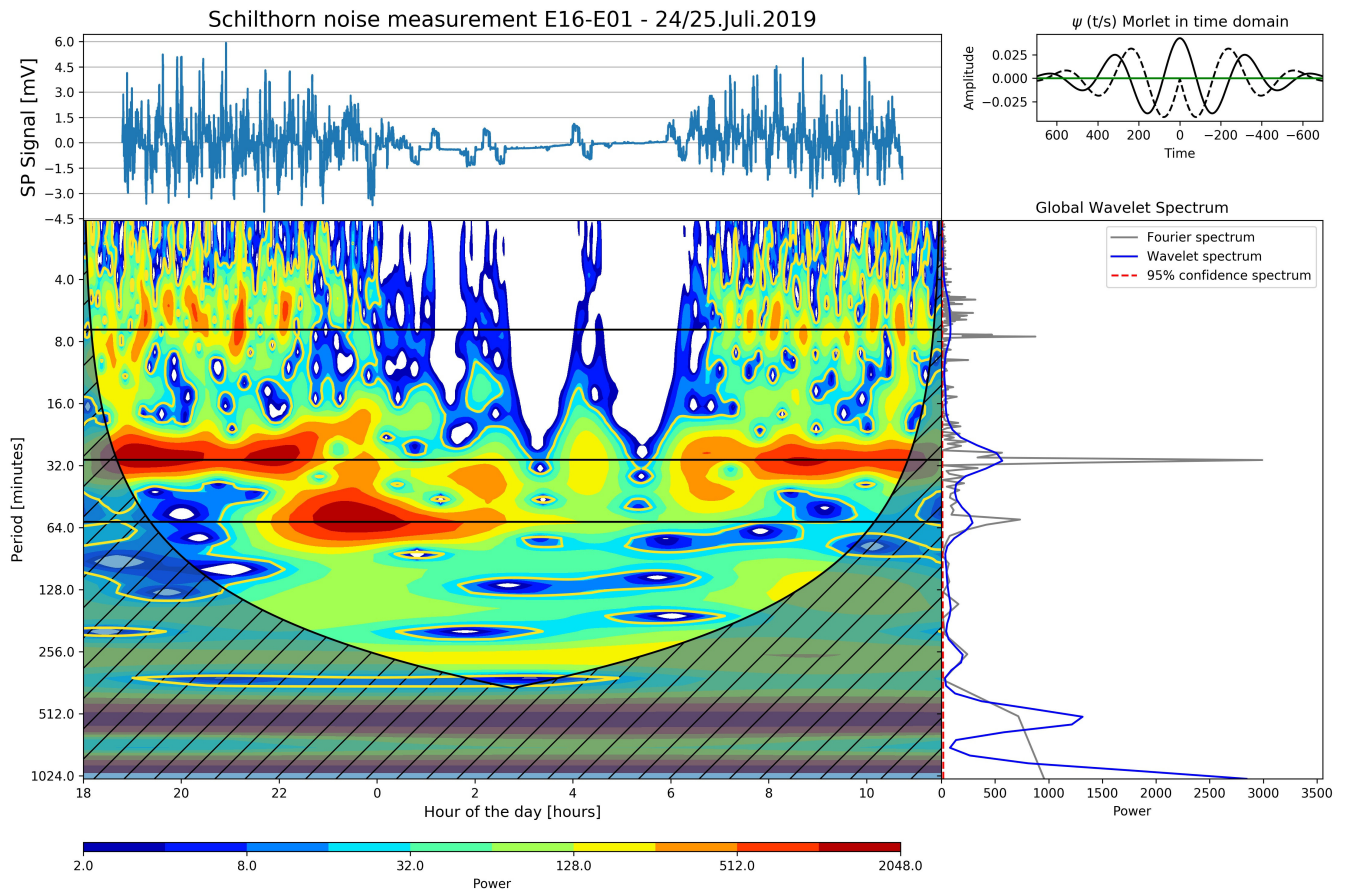 Schilthorn noise measurement E16-E01 - 24/25.Juli.2019
SP Signal [mV]
6.0
4.5
3.0
1.5
0.0
−1.5
−3.0
−4.5
ψ (t/s) Morlet in time domain
Amplitude
0.025
0.000
−0.025
600 400 200 0 −200 −400 −600
Time
Period [minutes]
4.0
8.0
16.0
32.0
64.0
128.0
256.0
512.0
1024.0
18 20 22 0 2 4 6 8 10
Hour of the day [hours]
Global Wavelet Spectrum
Fourier spectrum
Wavelet spectrum
95% confidence spectrum
0 500 1000 1500 2000 2500 3000 3500
Power
2.0 8.0 32.0 128.0 512.0 2048.0
Power